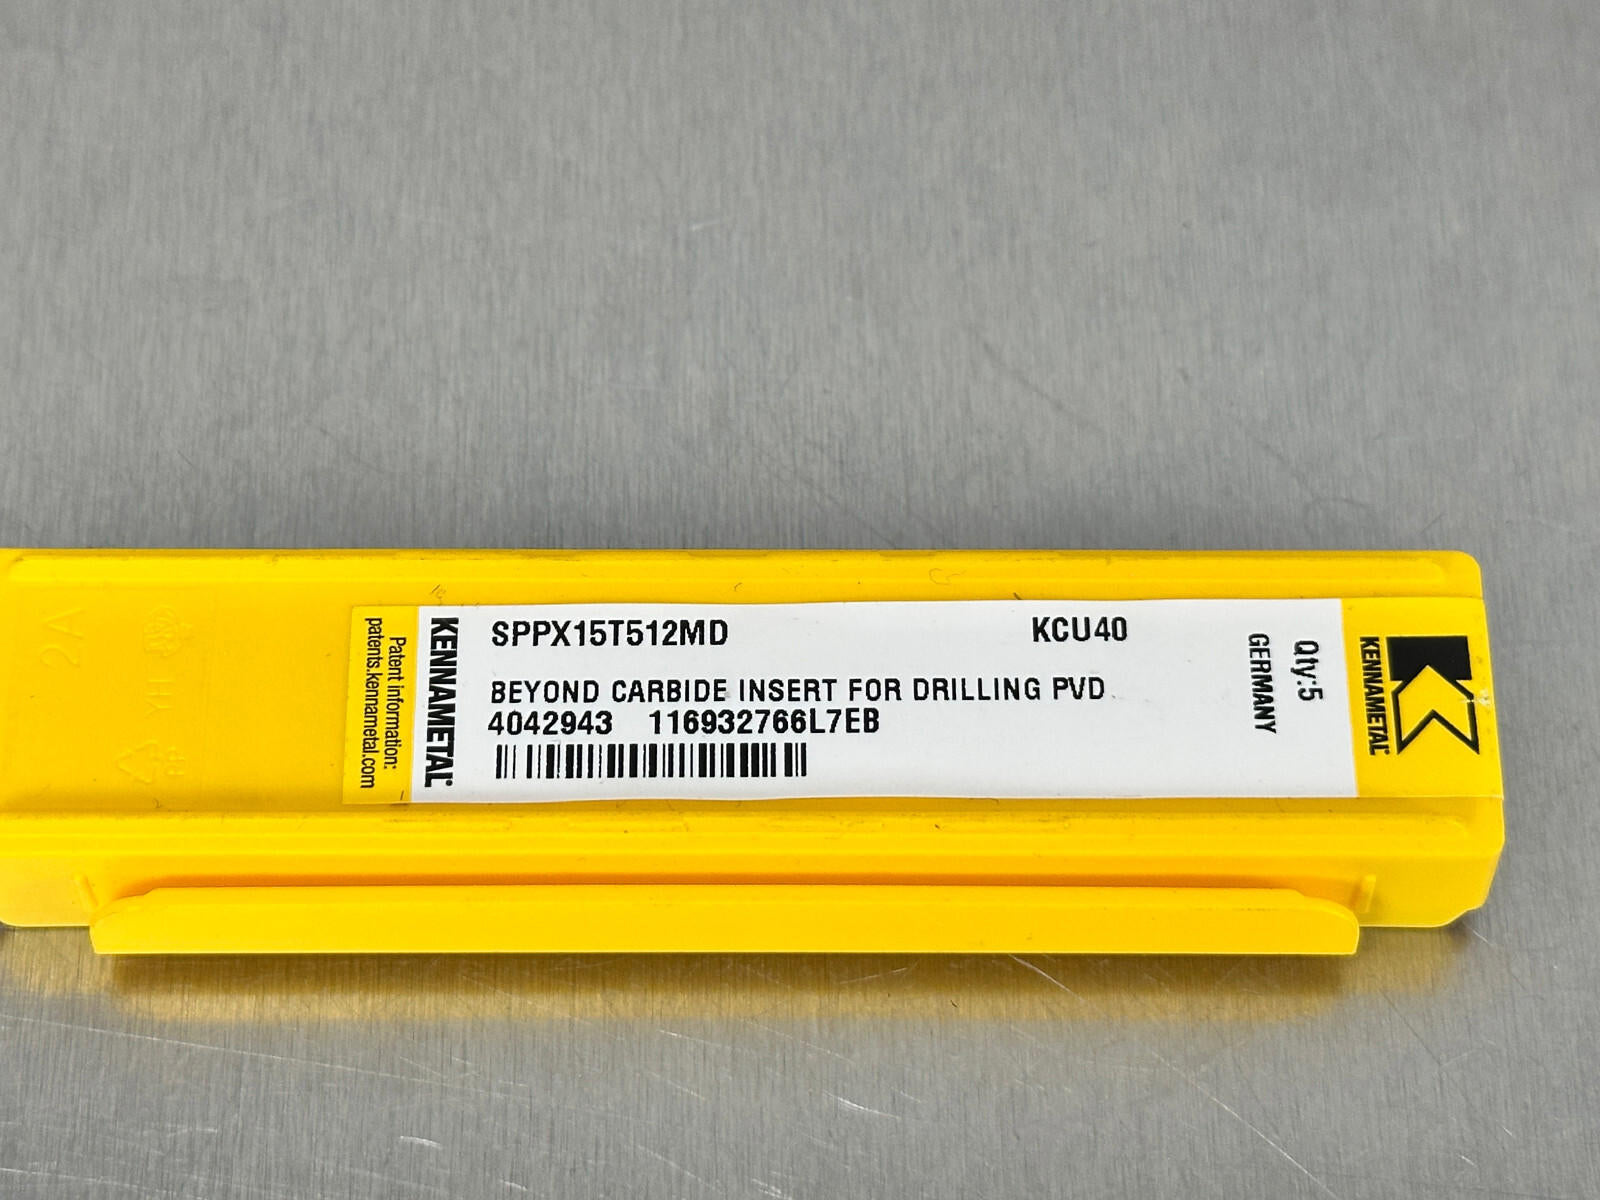 SPPX15T512MD KCU40
BEYOND CARBIDE INSERT FOR DRILLING PVD
4042943 116932766L7EB
KENNAMETAL
Patent information:
patents.kennametal.com
Qty:5
GERMANY
KENNAMETAL
2A